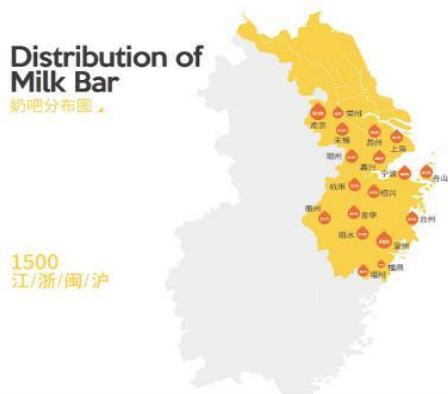 Distribution of
Milk Bar
奶吧分布图
南京
常州
无锡
苏州
上海
湖州
嘉兴
宁波
舟山
杭州
绍兴
衢州
金华
台州
丽水
温州
福鼎
福州
1500
江/浙/闽/沪